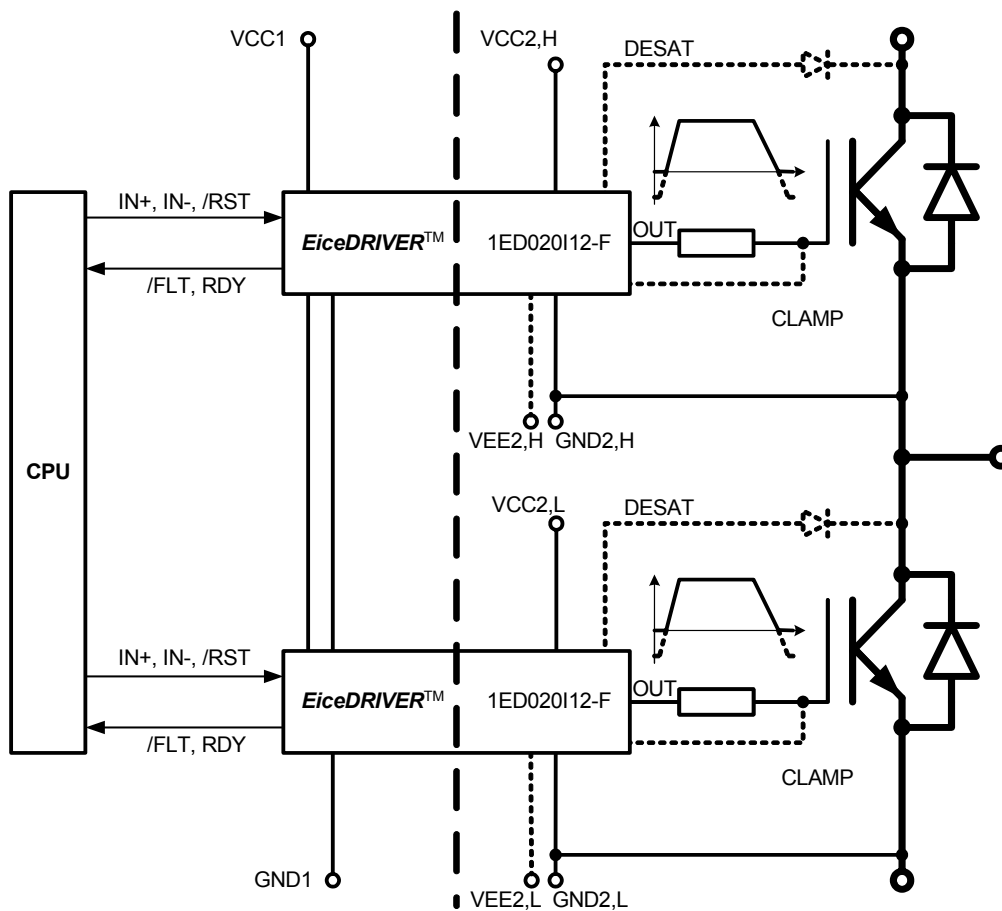 VCC1
VCC2,H
DESAT
IN+, IN-, /RST
EiceDRIVER™
1ED020I12-F
OUT
/FLT, RDY
CLAMP
VEE2,H
GND2,H
CPU
VCC2,L
DESAT
IN+, IN-, /RST
EiceDRIVER™
1ED020I12-F
OUT
/FLT, RDY
CLAMP
GND1
VEE2,L
GND2,L